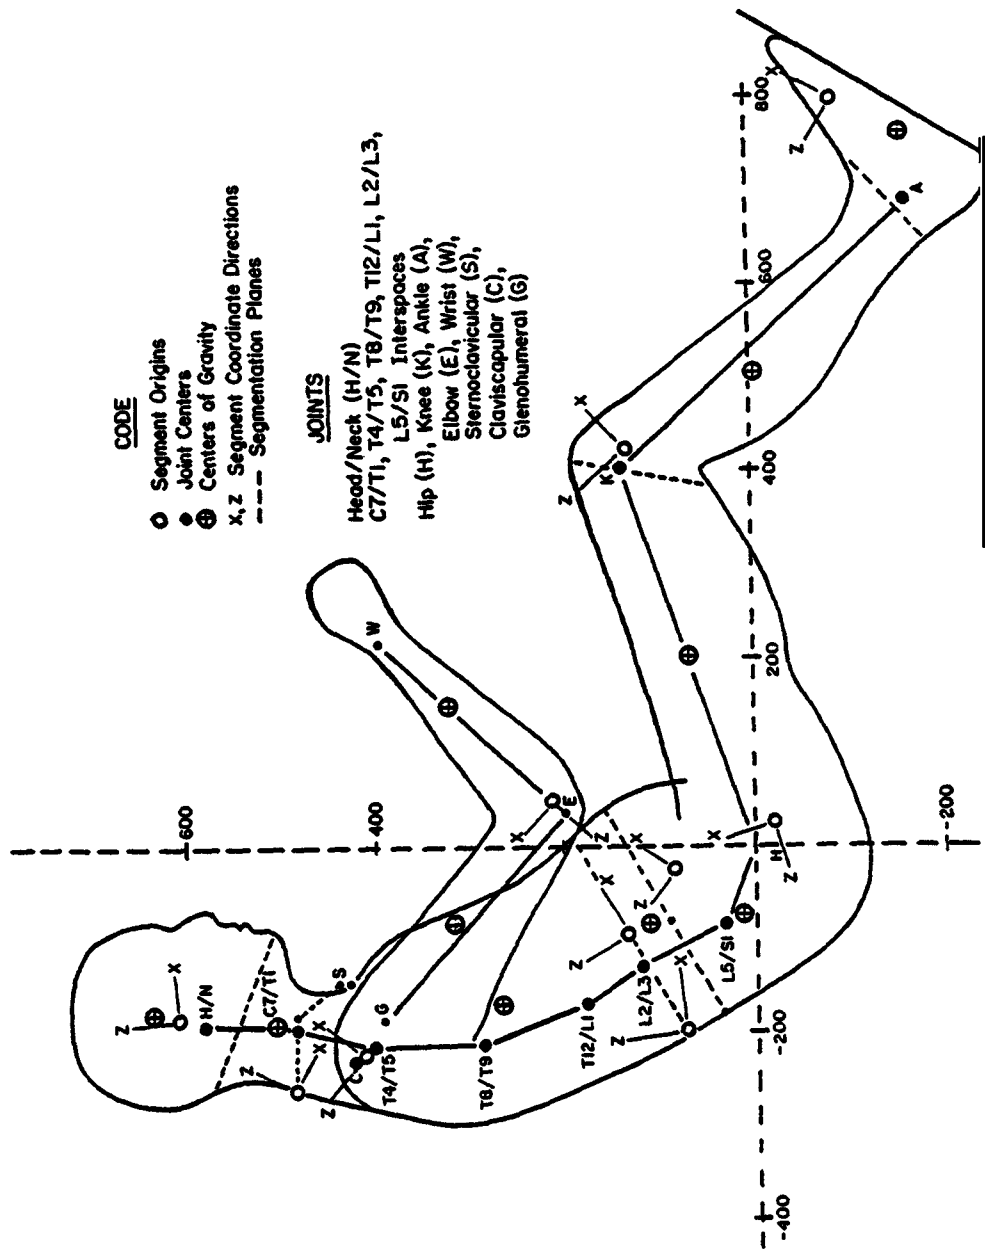 CODE
Segment Origins
Joint Centers
Centers of Gravity
X, Z Segment Coordinate Directions
Segmentation Planes
JOINTS
Head/Neck (H/N)
C7/T1, T4/T5, T8/T9, T12/L1, L2/L3,
L5/S1 Interspaces
Hip (H), Knee (K), Ankle (A),
Elbow (E), Wrist (W),
Sternoclavicular (S),
Claviscapular (C),
Glenohumeral (G)
Z
X
H/N
C7/T1
S
Z
X
X
Z
C
G
T4/T5
T8/T9
T12/L1
L2/L3
L5/S1
W
E
X
Z
X
Z
X
Z
X
Z
X
Z
H
K
X
Z
A
X
Z
600
400
-200
-400
-200
200
400
600
800